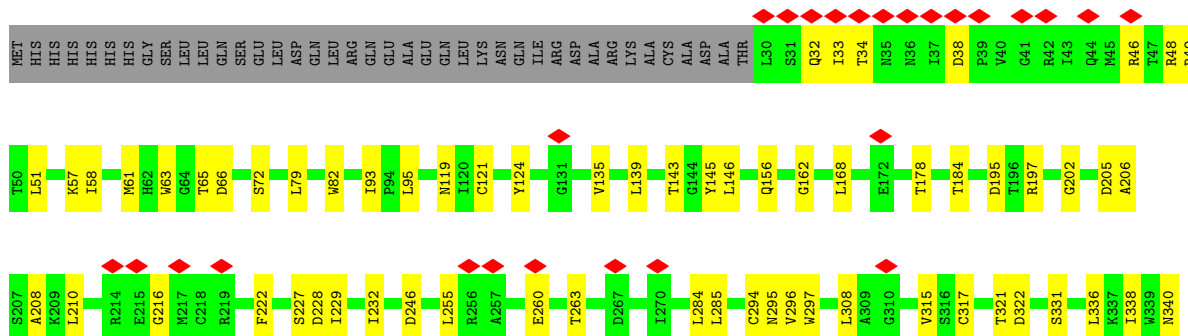 MET HIS HIS HIS HIS HIS HIS GLY SER LEU LEU GLN SER GLU LEU ASP GLN LEU ARG GLN GLU ALA GLU GLN LEU LYS ASN GLN ILE ARG ASP ALA ARG LYS ALA CYS ALA ASP ALA THR L30 S31 Q32 I33 T34 N35 N36 I37 D38 P39 V40 G41 R42 I43 Q44 M45 R46 T47 R48
T50 L51 K57 I58 M61 H62 W63 G64 T65 D66 S72 L79 W82 I93 P94 L95 N119 I120 C121 Y124 G131 V135 L139 T143 G144 Y145 L146 Q156 G162 L168 E172 T178 T184 D195 T196 R197 G202 D205 A206
S207 A208 K209 L210 R214 E215 G216 M217 C218 R219 F222 S227 D228 I229 I232 D246 L255 R256 A257 E260 T263 D267 I270 L284 L285 C294 N295 V296 W297 L308 A309 G310 V315 S316 C317 T321 D322 S331 L336 K337 I338 W339 N340